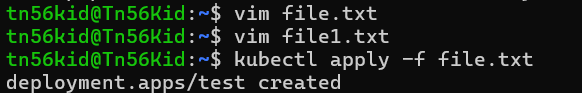 tn56kid@Tn56Kid:~$ vim file.txt
tn56kid@Tn56Kid:~$ vim file1.txt
tn56kid@Tn56Kid:~$ kubectl apply -f file.txt
deployment.apps/test created